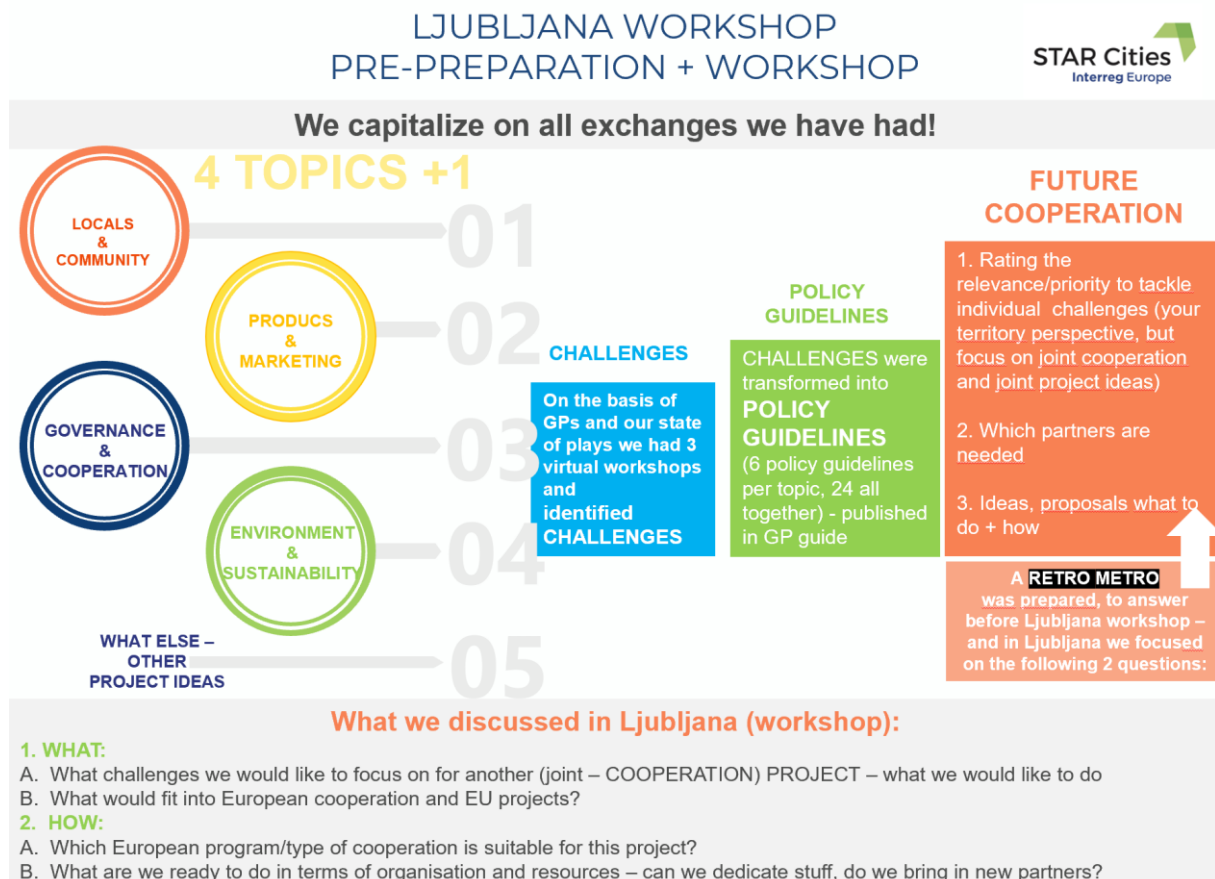 LJUBLJANA WORKSHOP
PRE-PREPARATION + WORKSHOP
STAR Cities
Interreg Europe
We capitalize on all exchanges we have had!
4 TOPICS +1
LOCALS
&
COMMUNITY
01
PRODUCS
&
MARKETING
02
GOVERNANCE
&
COOPERATION
03
ENVIRONMENT
&
SUSTAINABILITY
04
WHAT ELSE –
OTHER
PROJECT IDEAS
05
CHALLENGES
On the basis of
GPs and our state
of plays we had 3
virtual workshops
and
identified
CHALLENGES
POLICY
GUIDELINES
CHALLENGES were
transformed into
POLICY
GUIDELINES
(6 policy guidelines
per topic, 24 all
together) - published
in GP guide
FUTURE
COOPERATION
1. Rating the
relevance/priority to tackle
individual challenges (your
territory perspective, but
focus on joint cooperation
and joint project ideas)
2. Which partners are
needed
3. Ideas, proposals what to
do + how
A RETRO METRO
was prepared, to answer
before Ljubljana workshop –
and in Ljubljana we focused
on the following 2 questions:
What we discussed in Ljubljana (workshop):
1. WHAT:
A. What challenges we would like to focus on for another (joint – COOPERATION) PROJECT – what we would like to do
B. What would fit into European cooperation and EU projects?
2. HOW:
A. Which European program/type of cooperation is suitable for this project?
B. What are we ready to do in terms of organisation and resources – can we dedicate stuff, do we bring in new partners?